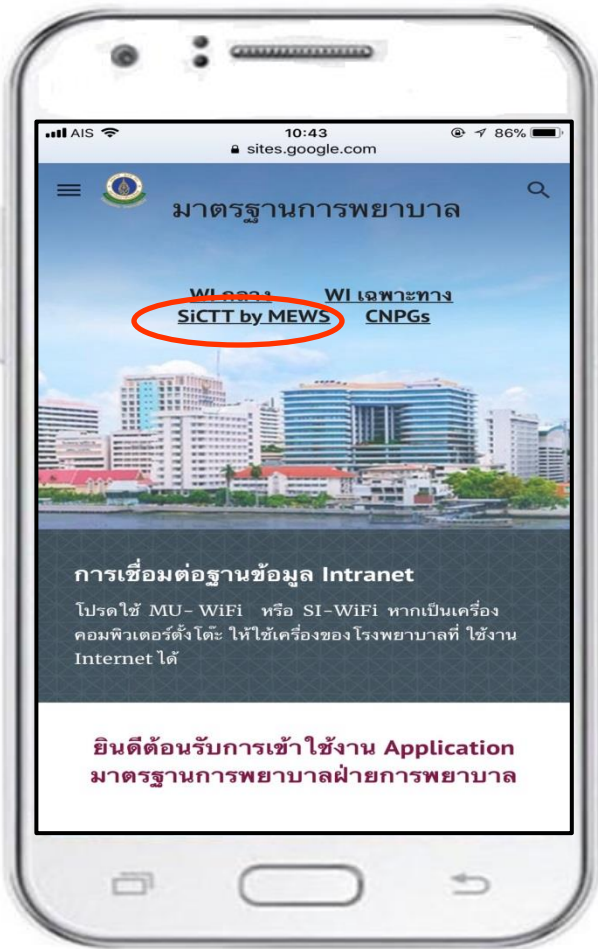 AIS 10:43 86%
sites.google.com
มาตรฐานการพยาบาล
WI กลาง WI เฉพาะทาง
SiCTT by MEWS CNPGs
การเชื่อมต่อฐานข้อมูล Intranet
โปรดใช้ MU- WiFi หรือ SI-WiFi หากเป็นเครื่อง
คอมพิวเตอร์ตั้งโต๊ะ ให้ใช้เครื่องของโรงพยาบาลที่ ใช้งาน
Internet ได้
ยินดีต้อนรับการเข้าใช้งาน Application
มาตรฐานการพยาบาลฝ่ายการพยาบาล